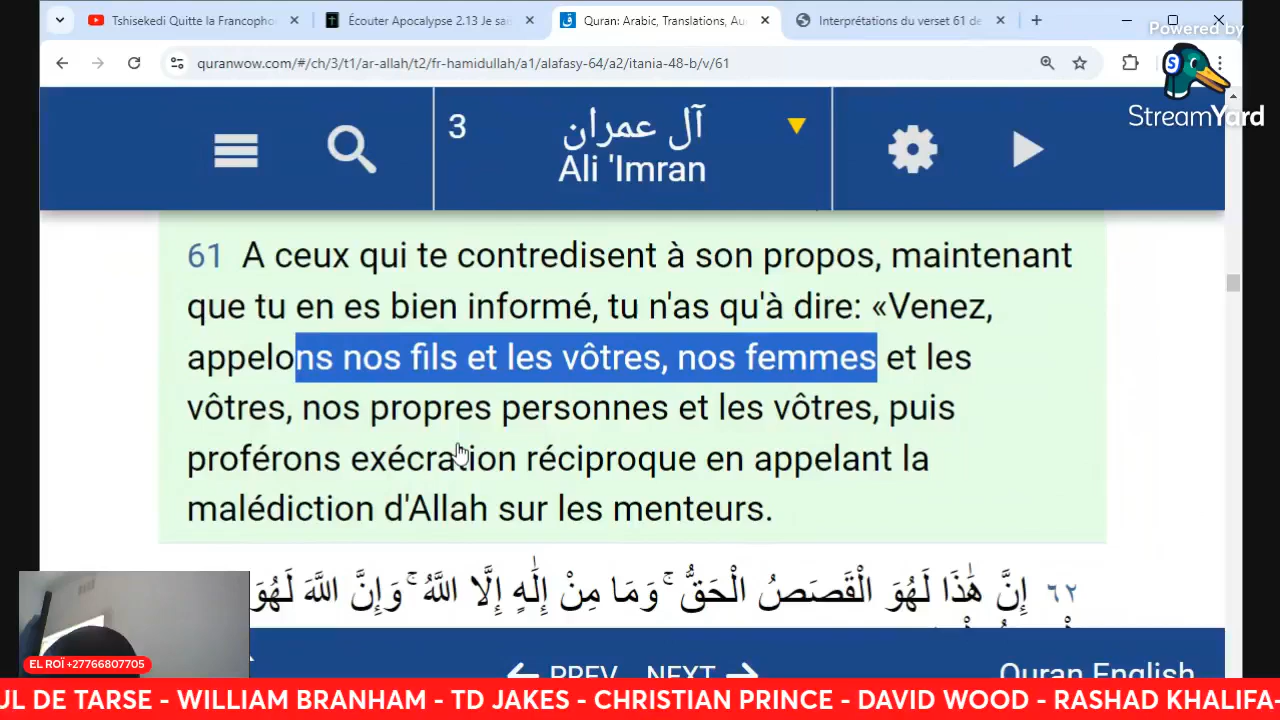 Powered by
StreamYard
Tshisekedi Quitte la Francopho
Écouter Apocalypse 2.13 Je sa
Quran: Arabic, Translations, Au
Interprétations du verset 61 de
quranwow.com/#/ch/3/t1/ar-allah/t2/fr-hamidullah/a1/alafasy-64/a2/itania-48-b/v/61
3
آل عمران
Ali 'Imran
61 A ceux qui te contredisent à son propos, maintenant
que tu en es bien informé, tu n'as qu'à dire: «Venez,
appelons nos fils et les vôtres, nos femmes et les
vôtres, nos propres personnes et les vôtres, puis
proférons exécration réciproque en appelant la
malédiction d'Allah sur les menteurs.
٦٢ إِنَّ هَٰذَا لَهُوَ الْقَصَصُ الْحَقُّ ۚ وَمَا مِنْ إِلَٰهٍ إِلَّا اللَّهُ ۚ وَإِنَّ اللَّهَ لَهُوَ
PREV NEXT
Quran English
EL ROÏ +27766807705
UL DE TARSE - WILLIAM BRANHAM - TD JAKES - CHRISTIAN PRINCE - DAVID WOOD - RASHAD KHALIFA-